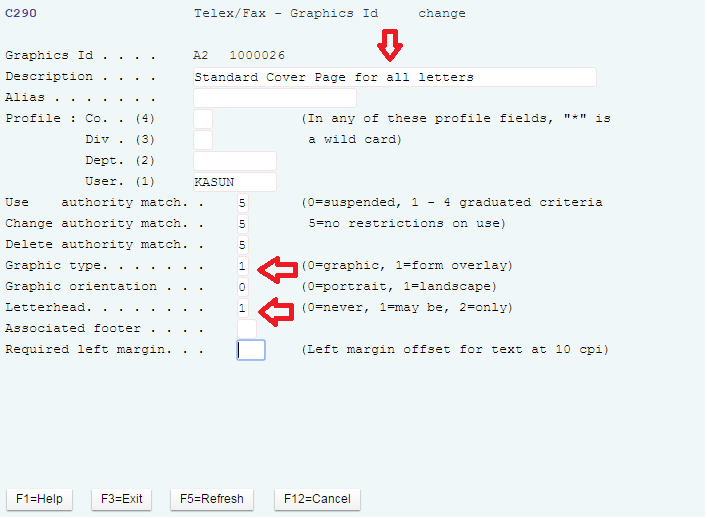 C290 Telex/Fax - Graphics Id change
Graphics Id . . . . A2 1000026
Description . . . . Standard Cover Page for all letters
Alias . . . . . . .
Profile : Co. . (4) (In any of these profile fields, "*" is
Div . (3) a wild card)
Dept. (2)
User. (1) KASUN
Use authority match. . 5 (0=suspended, 1 - 4 graduated criteria
Change authority match. . 5 5=no restrictions on use)
Delete authority match. . 5
Graphic type. . . . . . . 1 (0=graphic, 1=form overlay)
Graphic orientation . . . 0 (0=portrait, 1=landscape)
Letterhead. . . . . . . . 1 (0=never, 1=may be, 2=only)
Associated footer . . . .
Required left margin. . . (Left margin offset for text at 10 cpi)
F1=Help F3=Exit F5=Refresh F12=Cancel